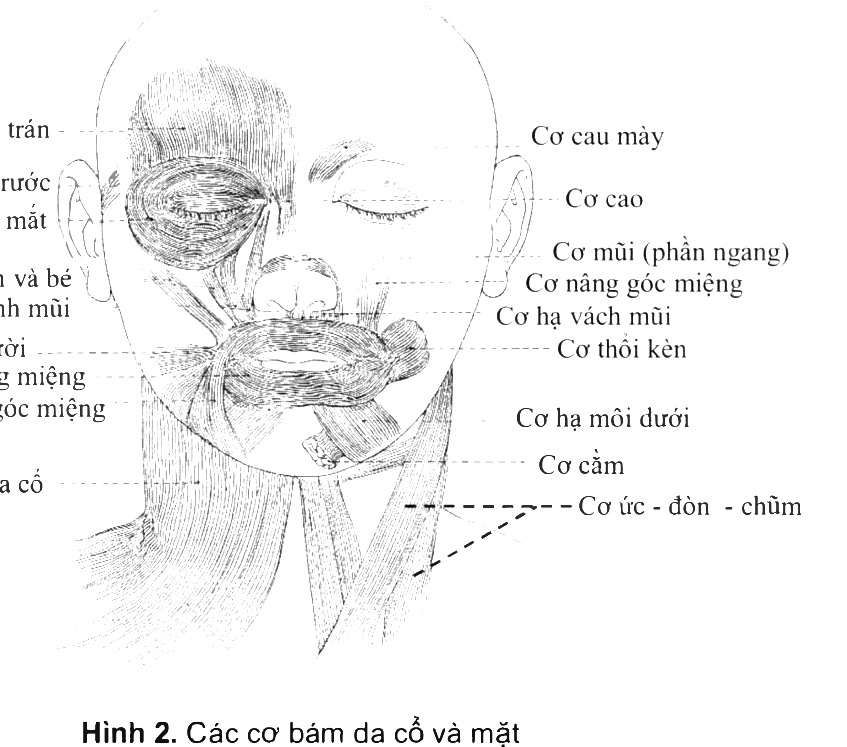 trán
rước
mắt
n và bé
nh mũi
ời
g miệng
góc miệng
a cổ
Cơ cau mày
Cơ cao
Cơ mũi (phần ngang)
Cơ nâng góc miệng
Cơ hạ vách mũi
Cơ thổi kèn
Cơ hạ môi dưới
Cơ cằm
Cơ ức - đòn - chũm
Hình 2. Các cơ bám da cổ và mặt